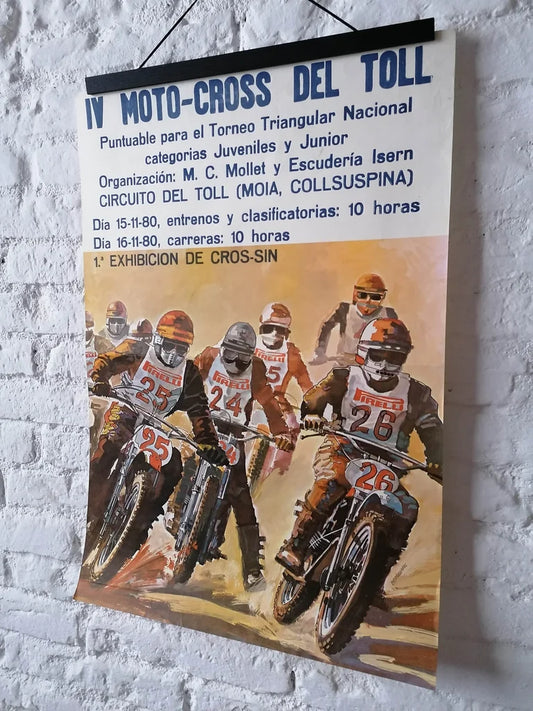 IV MOTO-CROSS DEL TOLL
Puntuable para el Torneo Triangular Nacional
categorias Juveniles y Junior
Organización: M. C. Mollet y Escudería Isern
CIRCUITO DEL TOLL (MOIA, COLLSUSPINA)
Dia 15-11-80, entrenos y clasificatorias: 10 horas
Dia 16-11-80, carreras: 10 horas
1.ª EXHIBICION DE CROS-SIN
PIRELLI
25
PIRELLI
24
PIRELLI
5
PIRELLI
26
25
26